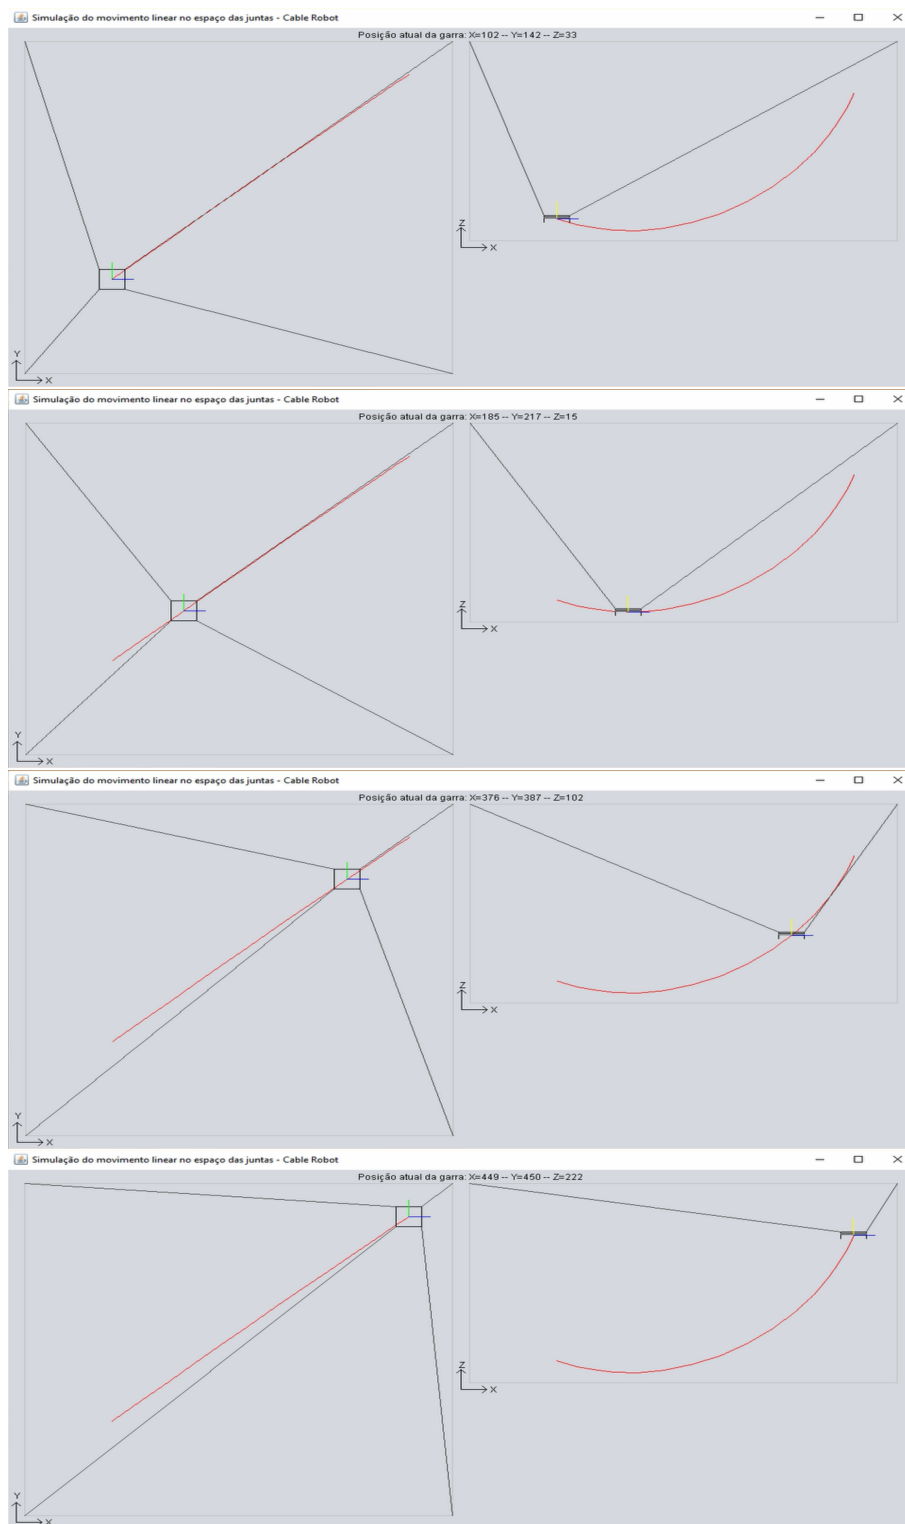 Simulação do movimento linear no espaço das juntas - Cable Robot
Posição atual da garra: X=102 -- Y=142 -- Z=33
Z
X
Y
X
Simulação do movimento linear no espaço das juntas - Cable Robot
Posição atual da garra: X=185 -- Y=217 -- Z=15
Z
X
Y
X
Simulação do movimento linear no espaço das juntas - Cable Robot
Posição atual da garra: X=376 -- Y=387 -- Z=102
Z
X
Y
X
Simulação do movimento linear no espaço das juntas - Cable Robot
Posição atual da garra: X=449 -- Y=450 -- Z=222
Z
X
Y
X